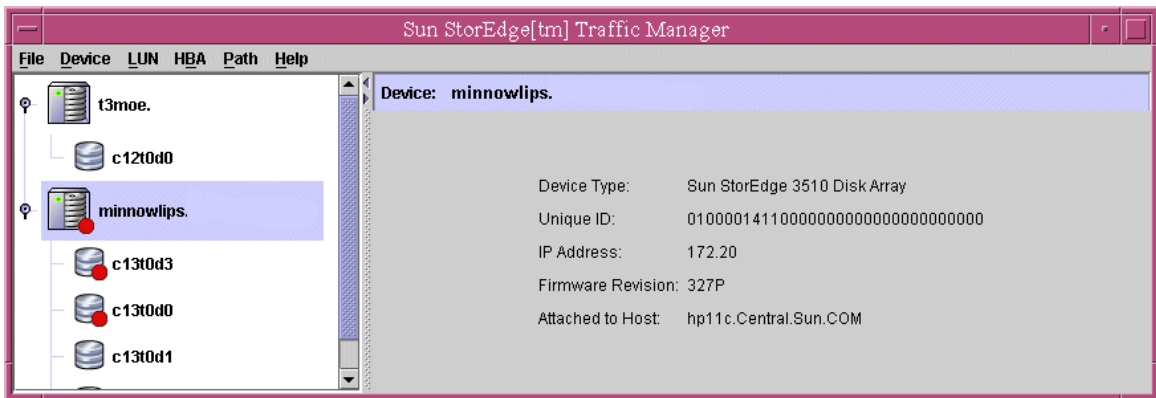 Sun StorEdge[tm] Traffic Manager
File Device LUN HBA Path Help
t3moe.
c12t0d0
minnowlips.
c13t0d3
c13t0d0
c13t0d1
Device: minnowlips.
Device Type: Sun StorEdge 3510 Disk Array
Unique ID: 01000014110000000000000000000000
IP Address: 172.20
Firmware Revision: 327P
Attached to Host: hp11c.Central.Sun.COM